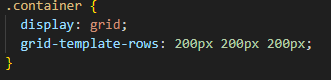 .container {
  display: grid;
  grid-template-rows: 200px 200px 200px;
}